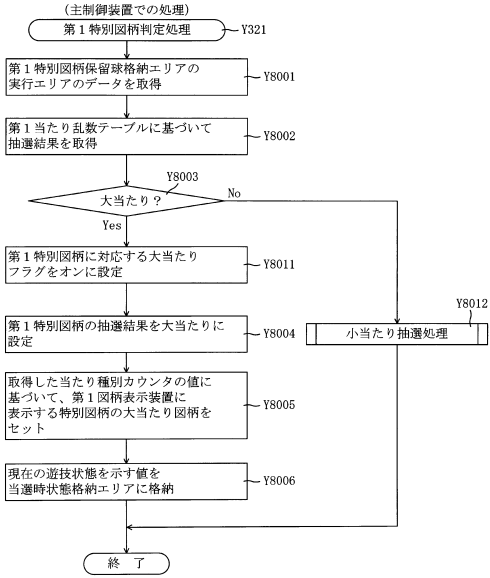 (主制御装置での処理)
第1特別図柄判定処理
Y321
第1特別図柄保留球格納エリアの
実行エリアのデータを取得
Y8001
第1当たり乱数テーブルに基づいて
抽選結果を取得
Y8002
Y8003
大当たり?
No
Yes
第1特別図柄に対応する大当たり
フラグをオンに設定
Y8011
Y8012
小当たり抽選処理
第1特別図柄の抽選結果を大当たりに
設定
Y8004
取得した当たり種別カウンタの値に
基づいて、第1図柄表示装置に
表示する特別図柄の大当たり図柄を
セット
Y8005
現在の遊技状態を示す値を
当選時状態格納エリアに格納
Y8006
終 了